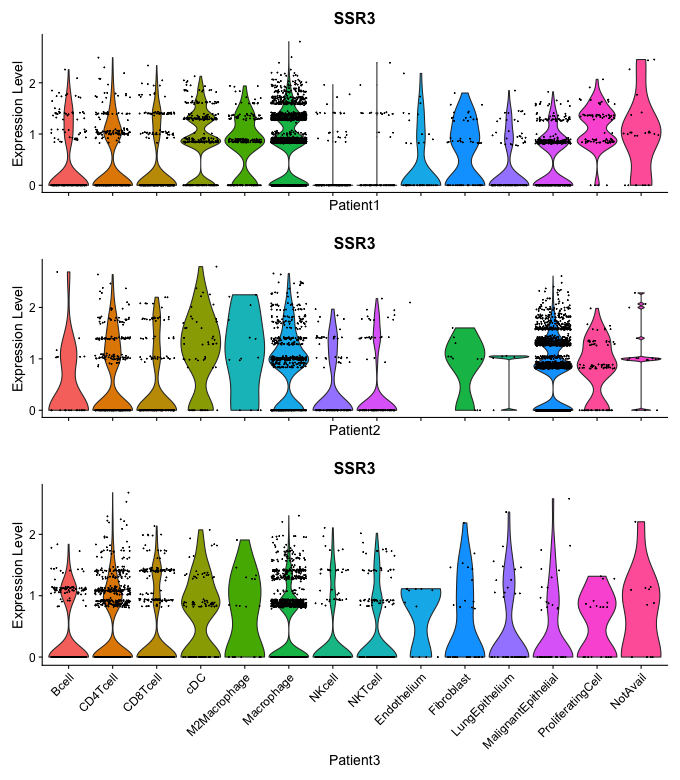 SSR3
Expression Level
2
1
0
Patient1
SSR3
Expression Level
2
1
0
Patient2
SSR3
Expression Level
2
1
0
Bcell
CD4Tcell
CD8Tcell
cDC
M2Macrophage
Macrophage
NKcell
NKTcell
Endothelium
Fibroblast
LungEpithelium
MalignantEpithelial
ProliferatingCell
NotAvail
Patient3